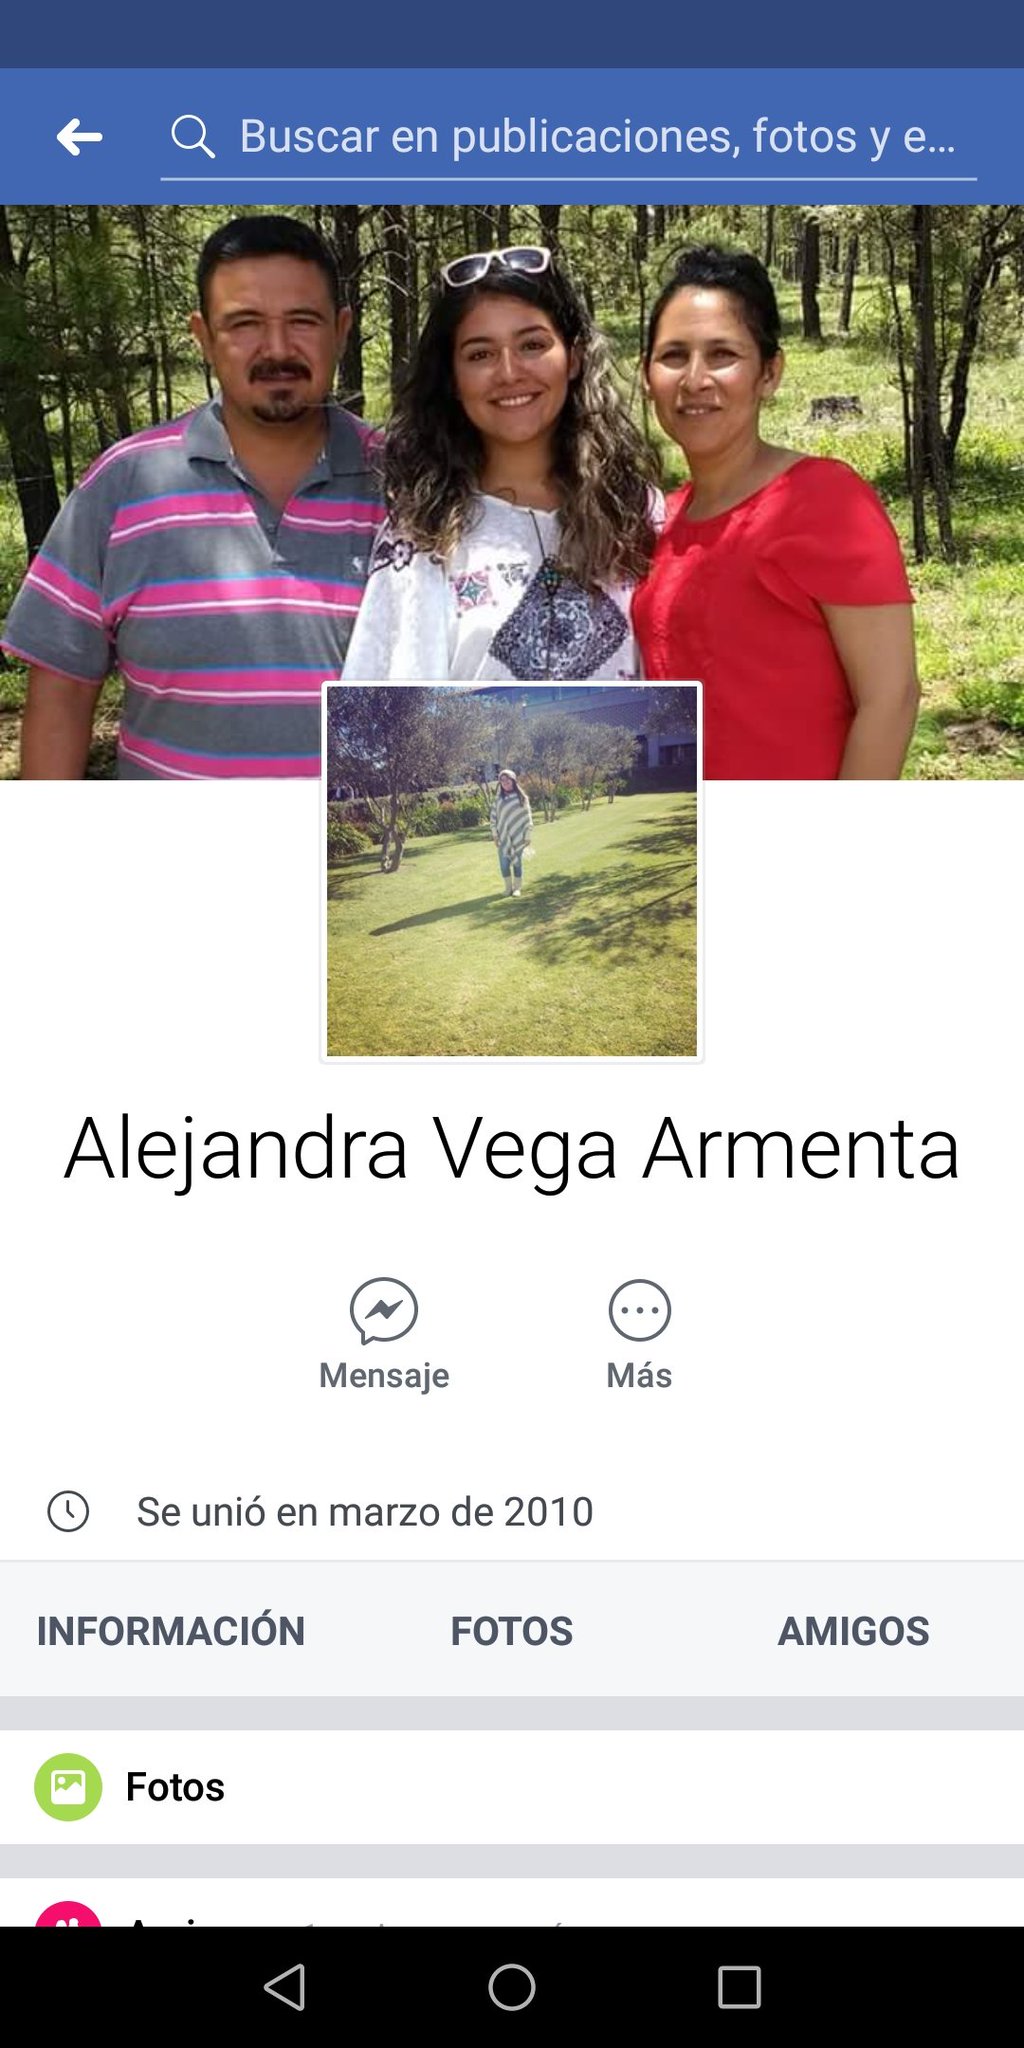 Buscar en publicaciones, fotos y e...
Alejandra Vega Armenta
Mensaje
Más
Se unió en marzo de 2010
INFORMACIÓN
FOTOS
AMIGOS
Fotos